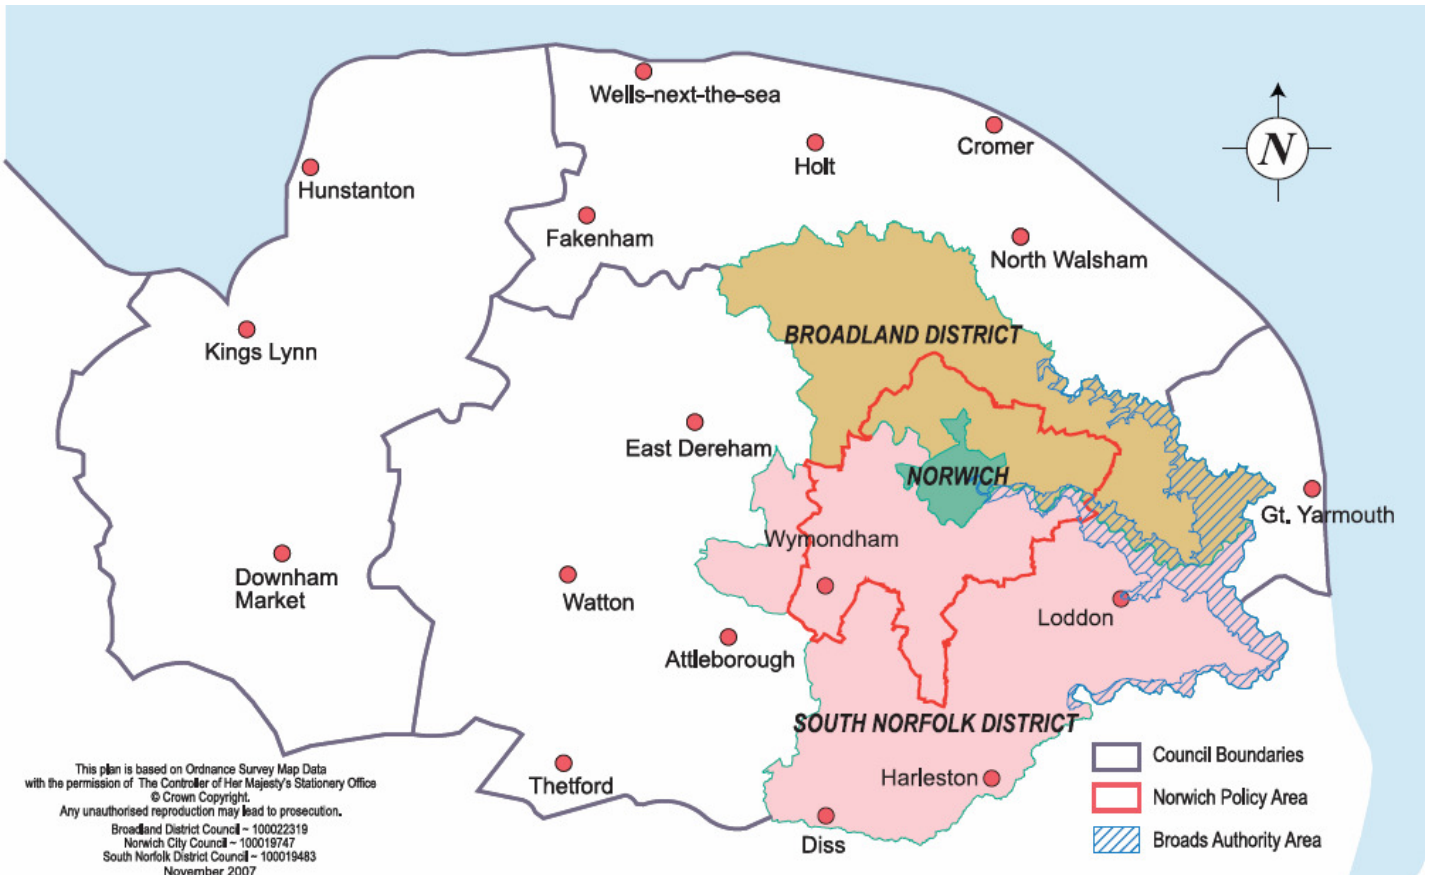 Wells-next-the-sea
Cromer
Holt
N
Hunstanton
Fakenham
North Walsham
BROADLAND DISTRICT
Kings Lynn
East Dereham
NORWICH
Gt. Yarmouth
Wymondham
Downham
Market
Watton
Loddon
Attleborough
SOUTH NORFOLK DISTRICT
Harleston
Thetford
Diss
Council Boundaries
Norwich Policy Area
Broads Authority Area
This plan is based on Ordnance Survey Map Data
with the permission of The Controller of Her Majesty's Stationery Office
© Crown Copyright.
Any unauthorised reproduction may lead to prosecution.
Broadland District Council ~ 100022319
Norwich City Council ~ 100019747
South Norfolk District Council ~ 100019483
November 2007